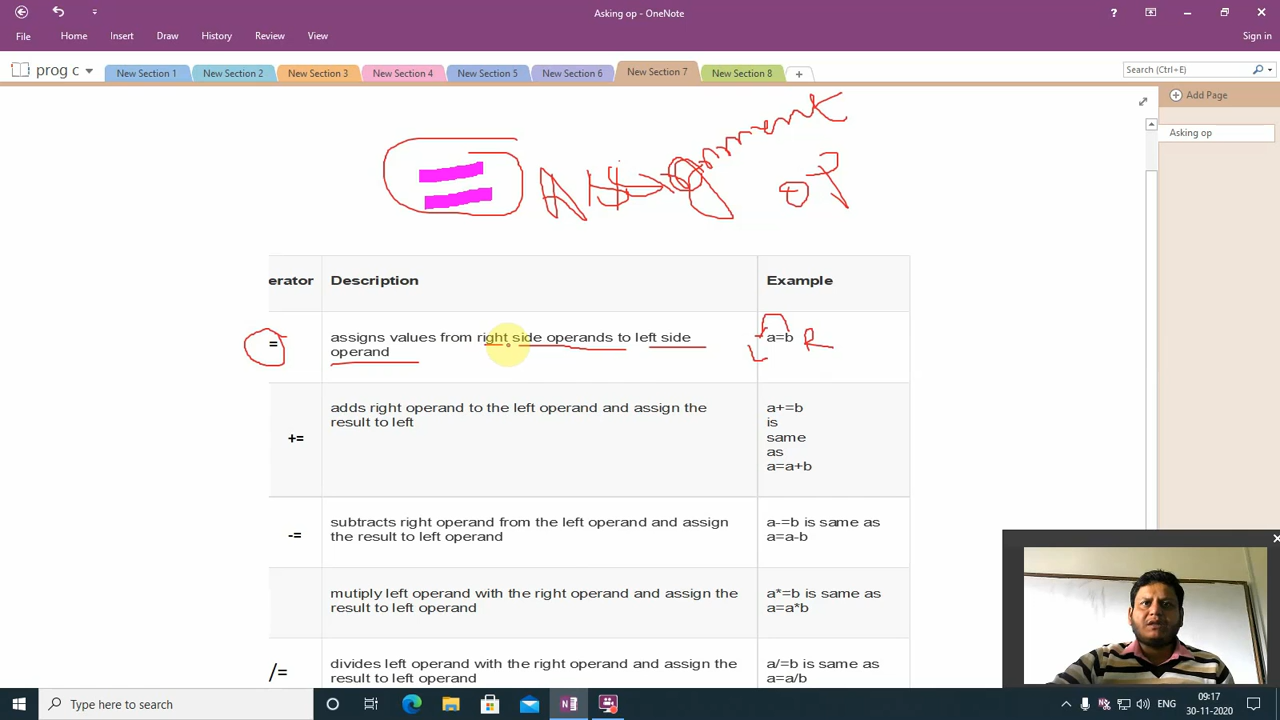 Asking op - OneNote
?
Sign in
File Home Insert Draw History Review View
prog c
New Section 1 New Section 2 New Section 3 New Section 4 New Section 5 New Section 6 New Section 7 New Section 8 +
Search (Ctrl+E)
Add Page
Asking op
=
op
erator Description Example
= assigns values from right side operands to left side
operand
a=b R
L
+= adds right operand to the left operand and assign the
result to left
a+=b
is
same
as
a=a+b
-= subtracts right operand from the left operand and assign
the result to left operand
a-=b is same as
a=a-b
mutiply left operand with the right operand and assign the
result to left operand
a*=b is same as
a=a*b
/= divides left operand with the right operand and assign the
result to left operand
a/=b is same as
a=a/b
Type here to search
09:17
30-11-2020